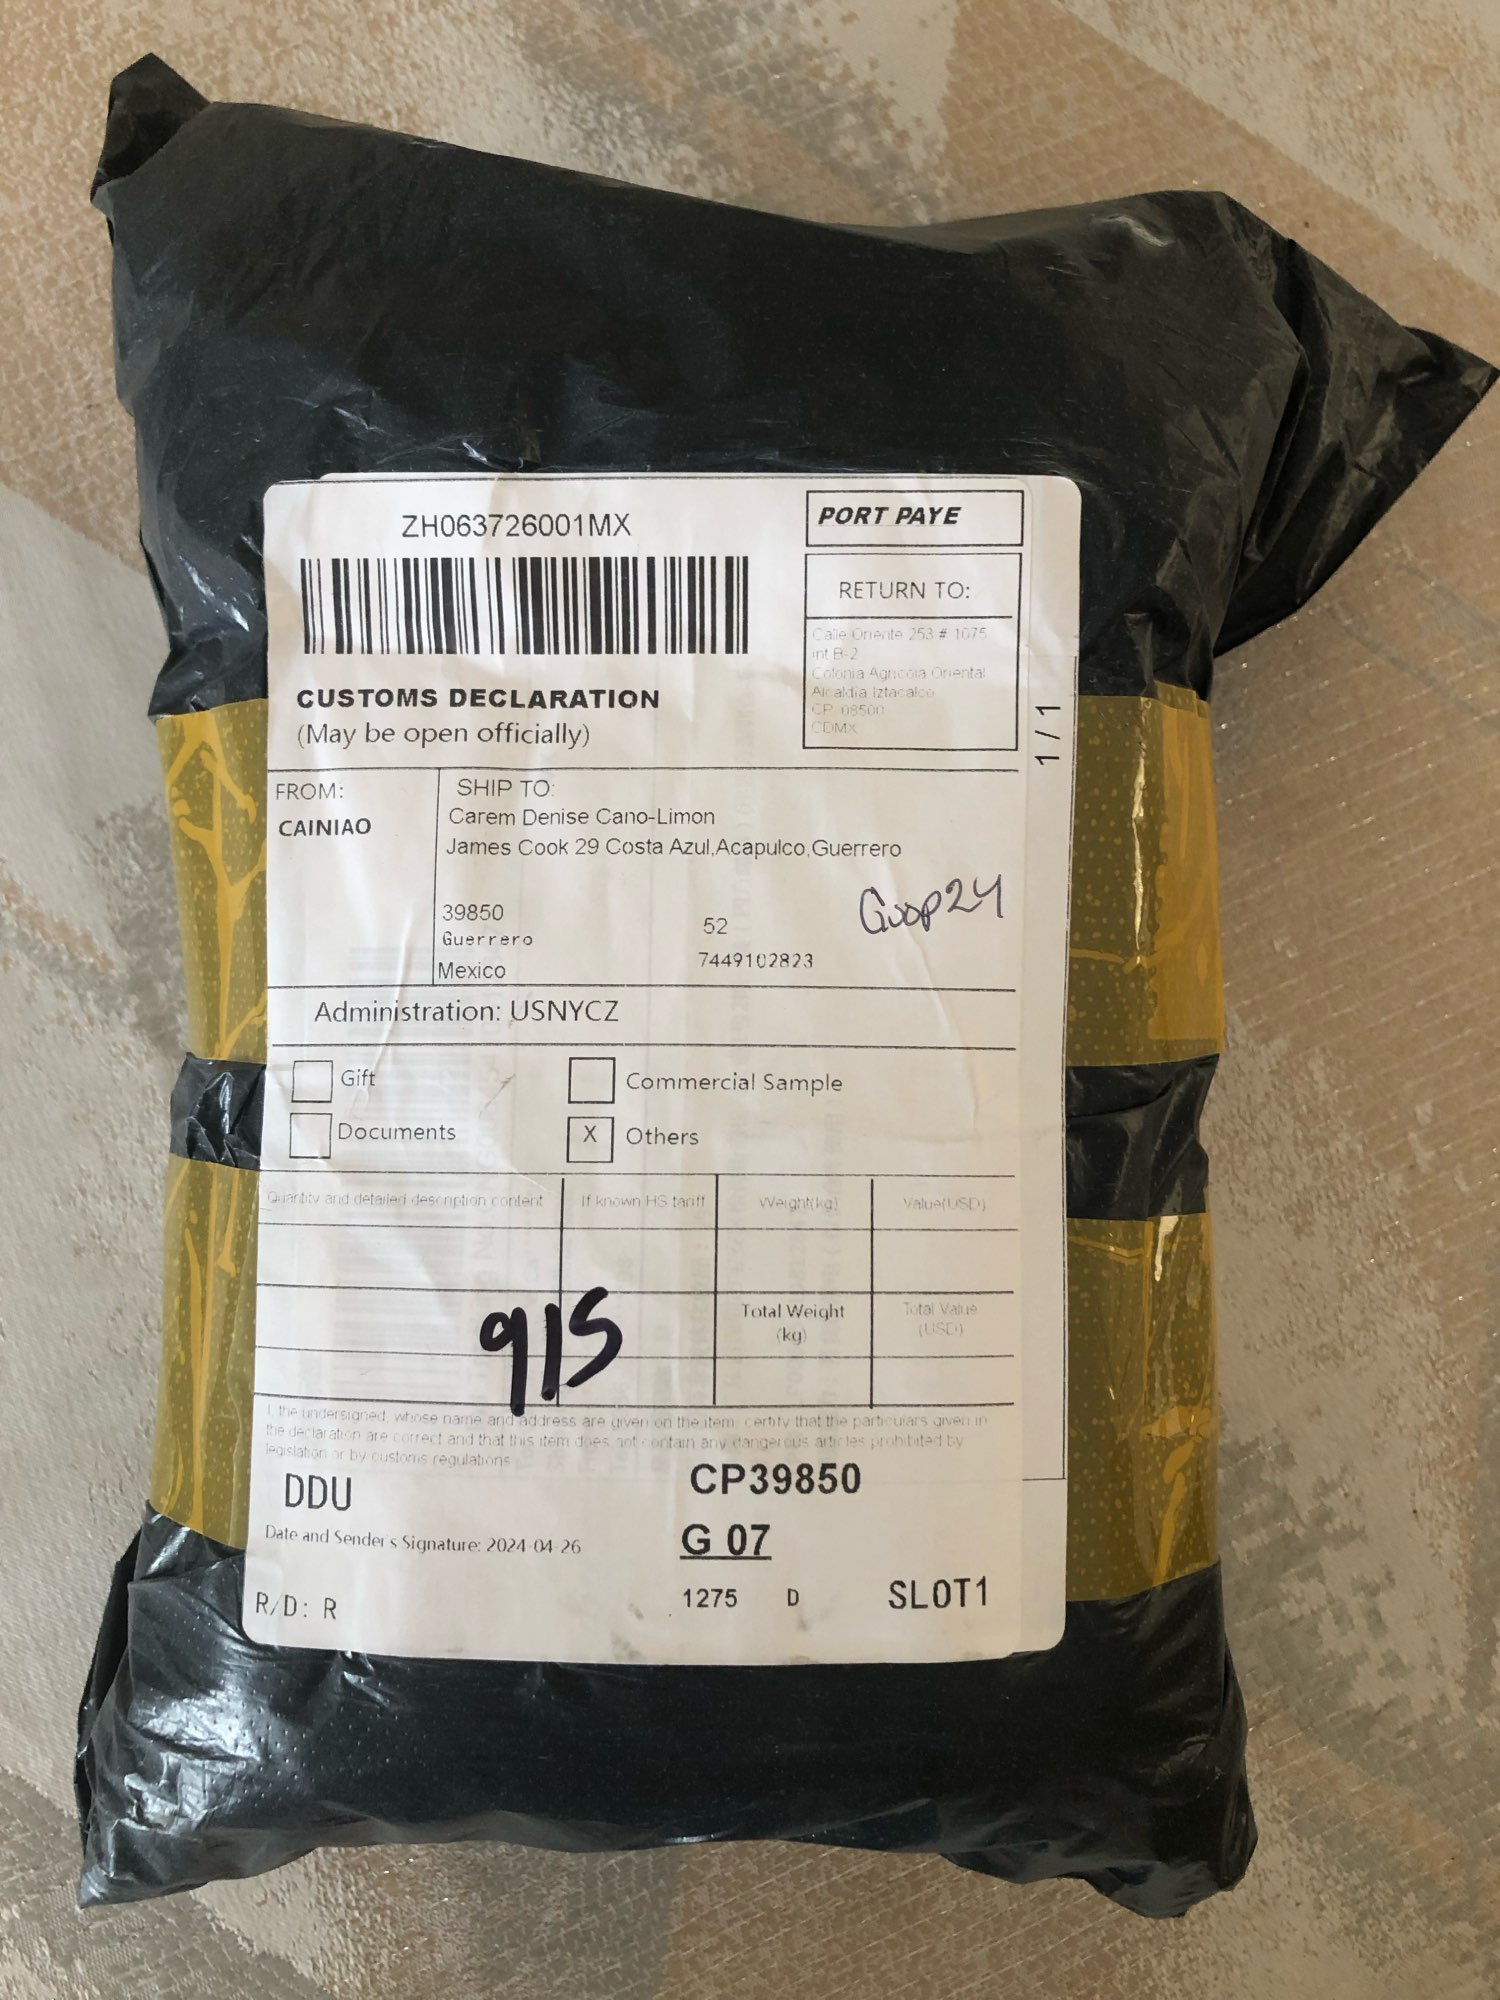 ZH063726001MX
PORT PAYE
RETURN TO:
Calle Oriente 253 # 1075
int B-2
Colonia Agricola Oriental
Alcaldía Iztacalco
CP 08500
CDMX
1 / 1
CUSTOMS DECLARATION
(May be open officially)
FROM:
CAINIAO
SHIP TO:
Carem Denise Cano-Limon
James Cook 29 Costa Azul,Acapulco,Guerrero
39850
Guerrero
Mexico
52
7449102823
Administration: USNYCZ
Gift
Commercial Sample
Documents
X Others
Quantity and detailed description content
If known HS tariff
Weight(kg)
Value(USD)
Total Weight
(kg)
Total Value
(USD)
915
I, the undersigned, whose name and address are given on the item, certify that the particulars given in
the declaration are correct and that this item does not contain any dangerous articles prohibited by
legislation or by customs regulations
DDU
CP39850
Date and Sender's Signature: 2024-04-26
G 07
R/D: R
1275 D SLOT1